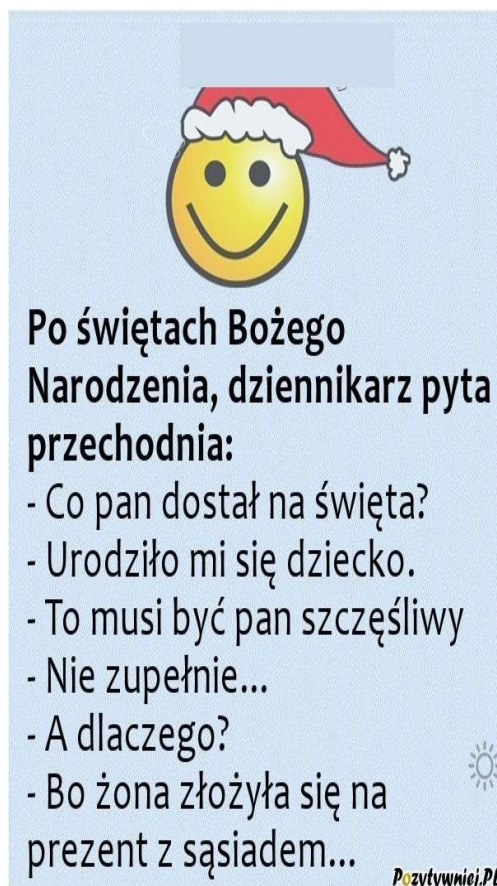 Po świętach Bożego
Narodzenia, dziennikarz pyta
przechodnia:
- Co pan dostał na święta?
- Urodziło mi się dziecko.
- To musi być pan szczęśliwy
- Nie zupełnie...
- A dlaczego?
- Bo żona złożyła się na
prezent z sąsiadem...
Pozytywniej.Pl